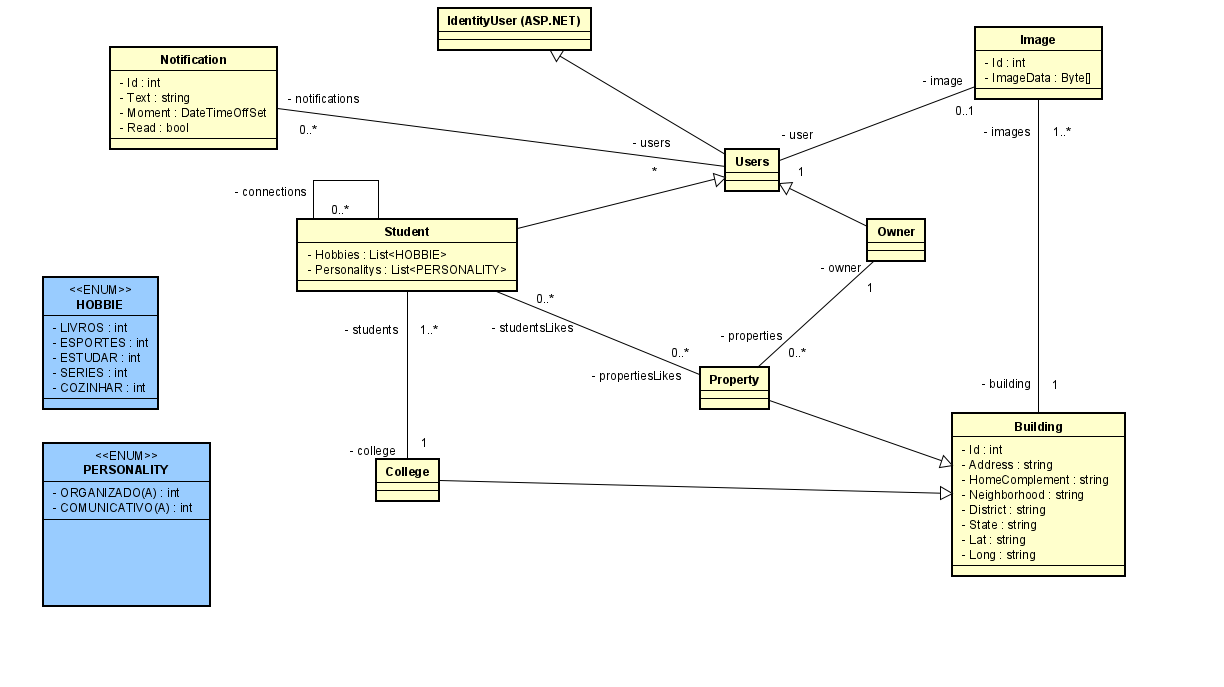 IdentityUser (ASP.NET)
Notification
- Id : int
- Text : string
- Moment : DateTimeOffSet
- Read : bool
- notifications
0..*
- users
*
Image
- Id : int
- ImageData : Byte[]
- image
0..1
- user
1
- images
1..*
Users
- connections
0..*
Student
- Hobbies : List<HOBBIE>
- Personalitys : List<PERSONALITY>
Owner
- owner
1
- properties
0..*
<<ENUM>>
HOBBIE
- LIVROS : int
- ESPORTES : int
- ESTUDAR : int
- SERIES : int
- COZINHAR : int
- students
1..*
0..*
- studentsLikes
0..*
- propertiesLikes
Property
- building
1
Building
- Id : int
- Address : string
- HomeComplement : string
- Neighborhood : string
- District : string
- State : string
- Lat : string
- Long : string
1
- college
College
<<ENUM>>
PERSONALITY
- ORGANIZADO(A) : int
- COMUNICATIVO(A) : int